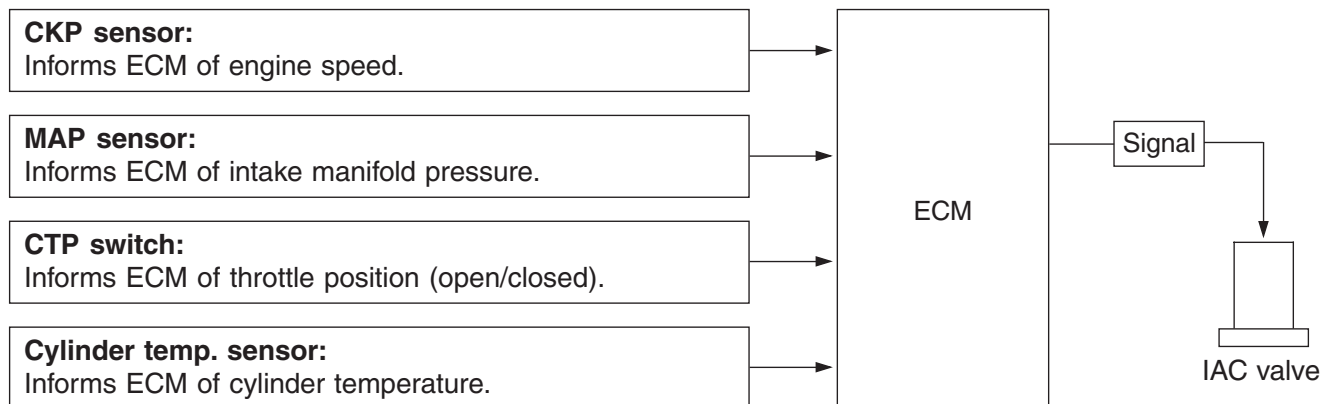 CKP sensor:
Informs ECM of engine speed.
MAP sensor:
Informs ECM of intake manifold pressure.
CTP switch:
Informs ECM of throttle position (open/closed).
Cylinder temp. sensor:
Informs ECM of cylinder temperature.
ECM
Signal
IAC valve